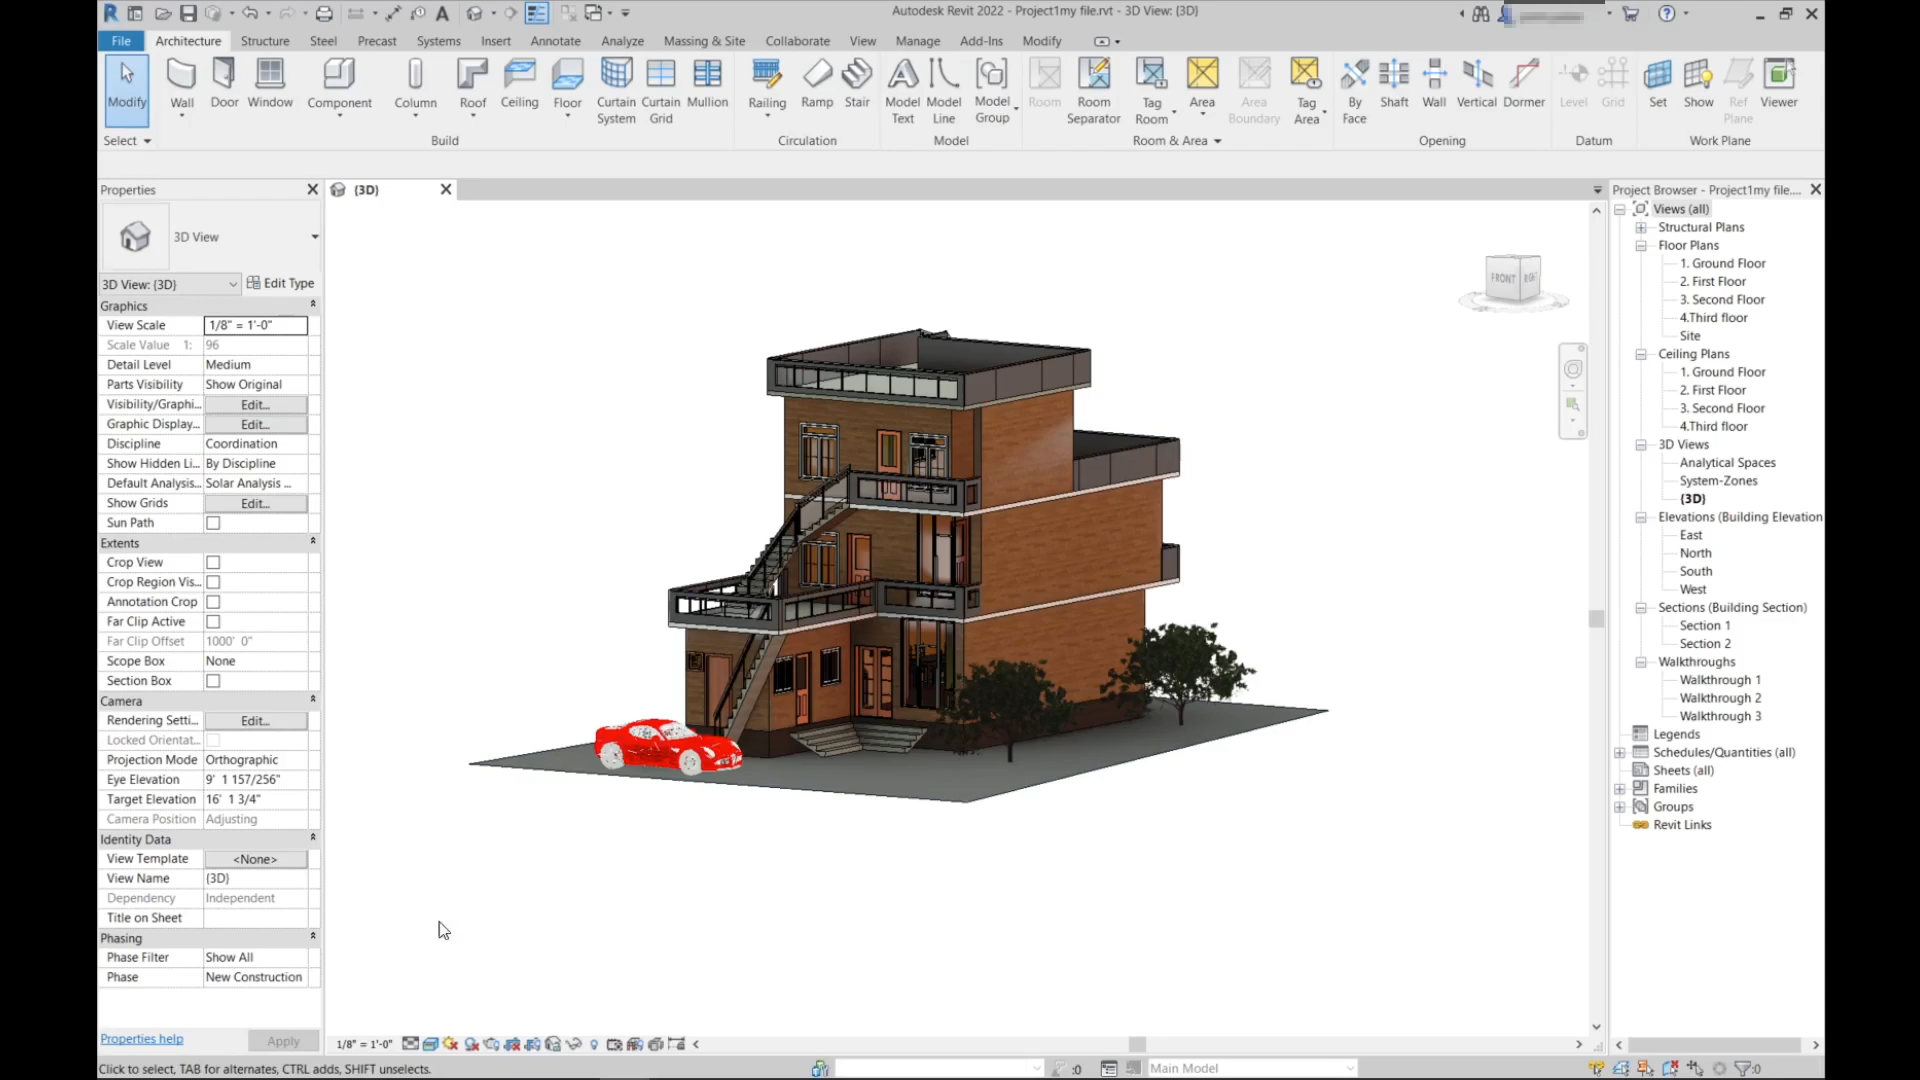 Autodesk Revit 2022 - Project1my file.rvt - 3D View: {3D}
File Architecture Structure Steel Precast Systems Insert Annotate Analyze Massing & Site Collaborate View Manage Add-Ins Modify
Modify Wall Door Window Component Column Roof Ceiling Floor Curtain System Curtain Grid Mullion Railing Ramp Stair Model Text Model Line Model Group Room Room Separator Tag Room Area Area Boundary Tag Area By Face Shaft Wall Vertical Dormer Level Grid Set Show Ref Plane Viewer
Select Build Circulation Model Room & Area Opening Datum Work Plane
Properties
{3D}
3D View
3D View: {3D} Edit Type
Graphics
View Scale 1/8" = 1'-0"
Scale Value 1: 96
Detail Level Medium
Parts Visibility Show Original
Visibility/Graphi... Edit...
Graphic Display... Edit...
Discipline Coordination
Show Hidden Li... By Discipline
Default Analysis... Solar Analysis ...
Show Grids Edit...
Sun Path
Extents
Crop View
Crop Region Vis...
Annotation Crop
Far Clip Active
Far Clip Offset 1000' 0"
Scope Box None
Section Box
Camera
Rendering Setti... Edit...
Locked Orientat...
Projection Mode Orthographic
Eye Elevation 9' 1 157/256"
Target Elevation 16' 1 3/4"
Camera Position Adjusting
Identity Data
View Template <None>
View Name {3D}
Dependency Independent
Title on Sheet
Phasing
Phase Filter Show All
Phase New Construction
Properties help Apply
FRONT RIGHT
Project Browser - Project1my file....
Views (all)
Structural Plans
Floor Plans
1. Ground Floor
2. First Floor
3. Second Floor
4.Third floor
Site
Ceiling Plans
1. Ground Floor
2. First Floor
3. Second Floor
4.Third floor
3D Views
Analytical Spaces
System-Zones
{3D}
Elevations (Building Elevation
East
North
South
West
Sections (Building Section)
Section 1
Section 2
Walkthroughs
Walkthrough 1
Walkthrough 2
Walkthrough 3
Legends
Schedules/Quantities (all)
Sheets (all)
Families
Groups
Revit Links
1/8" = 1'-0"
Click to select, TAB for alternates, CTRL adds, SHIFT unselects. :0 Main Model :0